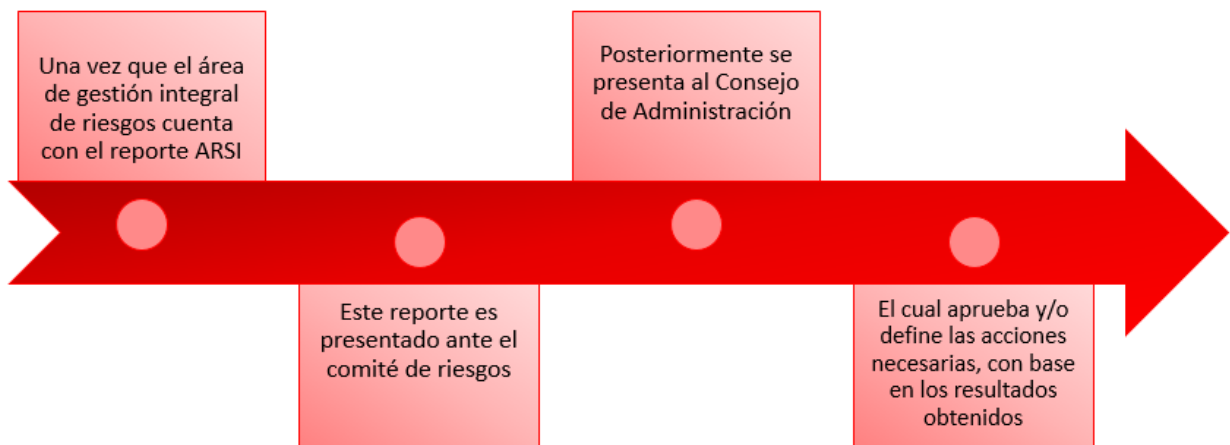 Una vez que el área
de gestión integral
de riesgos cuenta
con el reporte ARSI
Este reporte es
presentado ante el
comité de riesgos
Posteriormente se
presenta al Consejo
de Administración
El cual aprueba y/o
define las acciones
necesarias, con base
en los resultados
obtenidos